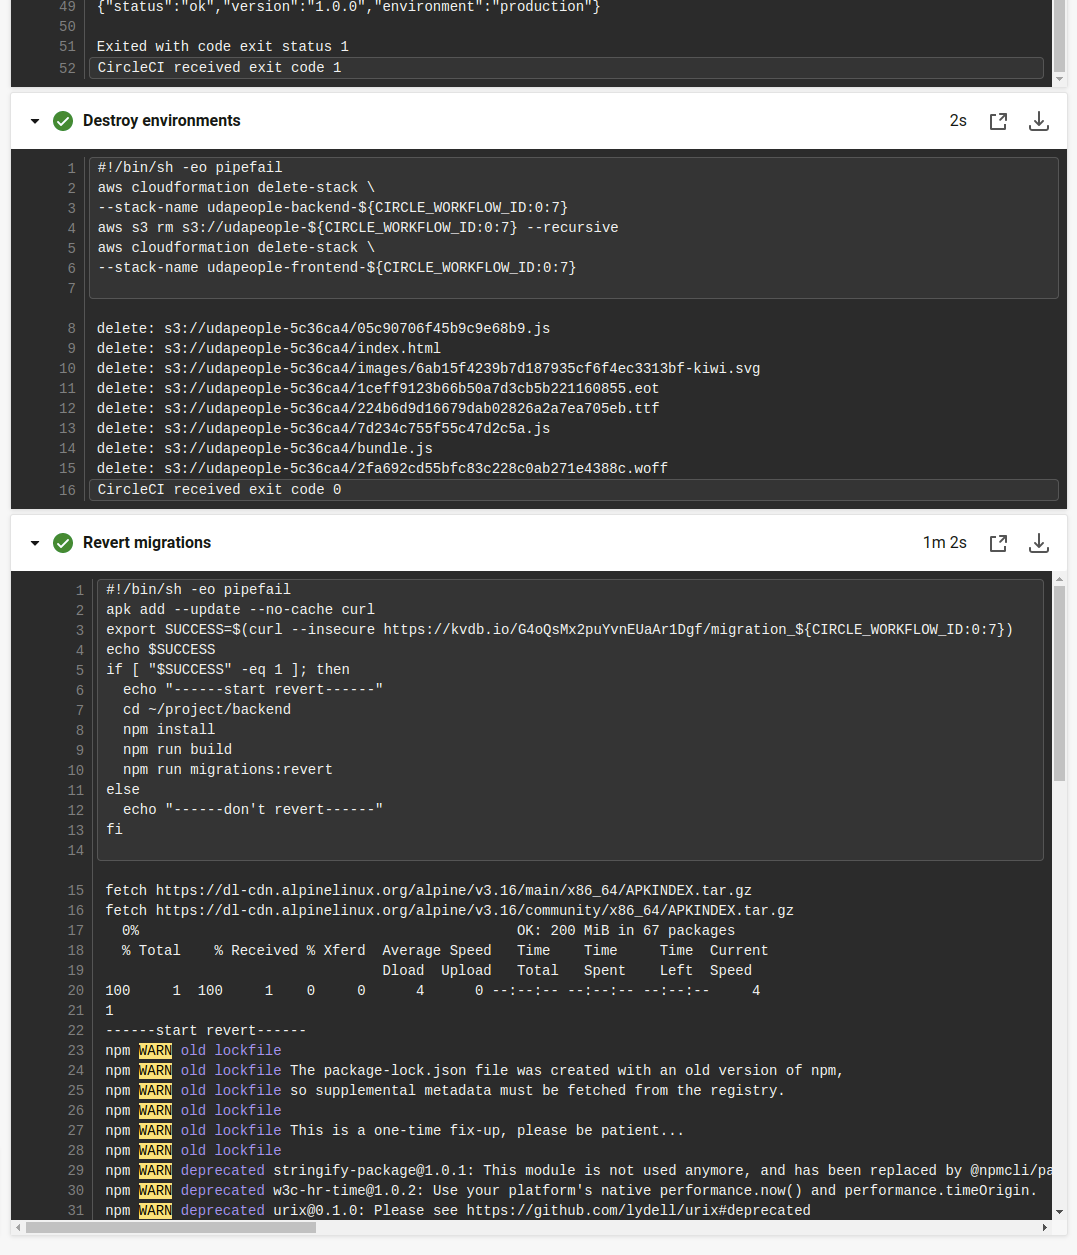 49 {"status":"ok","version":"1.0.0","environment":"production"}
50
51 Exited with code exit status 1
52 CircleCI received exit code 1
Destroy environments 2s
1 #!/bin/sh -eo pipefail
2 aws cloudformation delete-stack \
3 --stack-name udapeople-backend-${CIRCLE_WORKFLOW_ID:0:7}
4 aws s3 rm s3://udapeople-${CIRCLE_WORKFLOW_ID:0:7} --recursive
5 aws cloudformation delete-stack \
6 --stack-name udapeople-frontend-${CIRCLE_WORKFLOW_ID:0:7}
7
8 delete: s3://udapeople-5c36ca4/05c90706f45b9c9e68b9.js
9 delete: s3://udapeople-5c36ca4/index.html
10 delete: s3://udapeople-5c36ca4/images/6ab15f4239b7d187935cf6f4ec3313bf-kiwi.svg
11 delete: s3://udapeople-5c36ca4/1ceff9123b66b50a7d3cb5b221160855.eot
12 delete: s3://udapeople-5c36ca4/224b6d9d16679dab02826a2a7ea705eb.ttf
13 delete: s3://udapeople-5c36ca4/7d234c755f55c47d2c5a.js
14 delete: s3://udapeople-5c36ca4/bundle.js
15 delete: s3://udapeople-5c36ca4/2fa692cd55bfc83c228c0ab271e4388c.woff
16 CircleCI received exit code 0
Revert migrations 1m 2s
1 #!/bin/sh -eo pipefail
2 apk add --update --no-cache curl
3 export SUCCESS=$(curl --insecure https://kvdb.io/G4oQsMx2puYvnEUaAr1Dgf/migration_${CIRCLE_WORKFLOW_ID:0:7})
4 echo $SUCCESS
5 if [ "$SUCCESS" -eq 1 ]; then
6 echo "------start revert------"
7 cd ~/project/backend
8 npm install
9 npm run build
10 npm run migrations:revert
11 else
12 echo "------don't revert------"
13 fi
14
15 fetch https://dl-cdn.alpinelinux.org/alpine/v3.16/main/x86_64/APKINDEX.tar.gz
16 fetch https://dl-cdn.alpinelinux.org/alpine/v3.16/community/x86_64/APKINDEX.tar.gz
17 0% OK: 200 MiB in 67 packages
18 % Total % Received % Xferd Average Speed Time Time Time Current
19 Dload Upload Total Spent Left Speed
20 100 1 100 1 0 0 4 0 --:--:-- --:--:-- --:--:-- 4
21 1
22 ------start revert------
23 npm WARN old lockfile
24 npm WARN old lockfile The package-lock.json file was created with an old version of npm,
25 npm WARN old lockfile so supplemental metadata must be fetched from the registry.
26 npm WARN old lockfile
27 npm WARN old lockfile This is a one-time fix-up, please be patient...
28 npm WARN old lockfile
29 npm WARN deprecated stringify-package@1.0.1: This module is not used anymore, and has been replaced by @npmcli/pa
30 npm WARN deprecated w3c-hr-time@1.0.2: Use your platform's native performance.now() and performance.timeOrigin.
31 npm WARN deprecated urix@0.1.0: Please see https://github.com/lydell/urix#deprecated